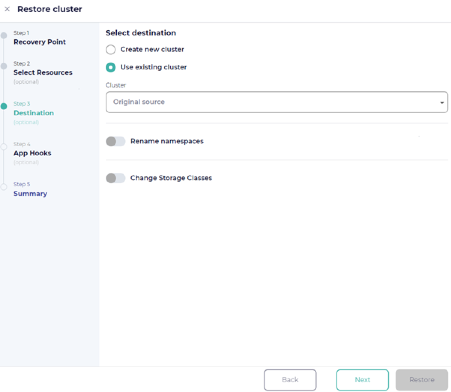 × Restore cluster
Step 1
Recovery Point
Step 2
Select Resources
(optional)
Step 3
Destination
(optional)
Step 4
App Hooks
(optional)
Step 5
Summary
Select destination
Create new cluster
Use existing cluster
Cluster
Original source
Rename namespaces
Change Storage Classes
Back
Next
Restore